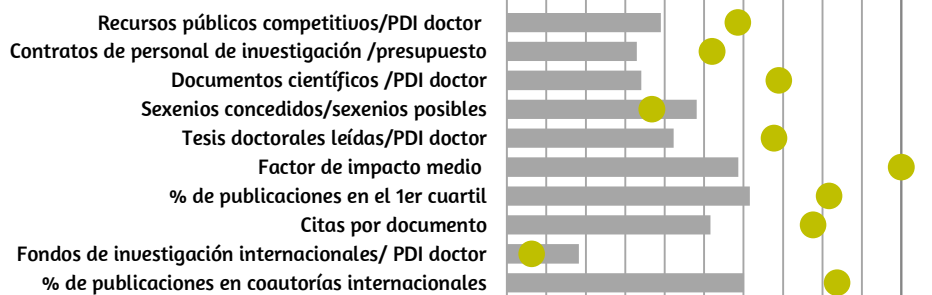 Recursos públicos competitivos/PDI doctor
Contratos de personal de investigación /presupuesto
Documentos científicos /PDI doctor
Sexenios concedidos/sexenios posibles
Tesis doctorales leídas/PDI doctor
Factor de impacto medio
% de publicaciones en el 1er cuartil
Citas por documento
Fondos de investigación internacionales/ PDI doctor
% de publicaciones en coautorías internacionales